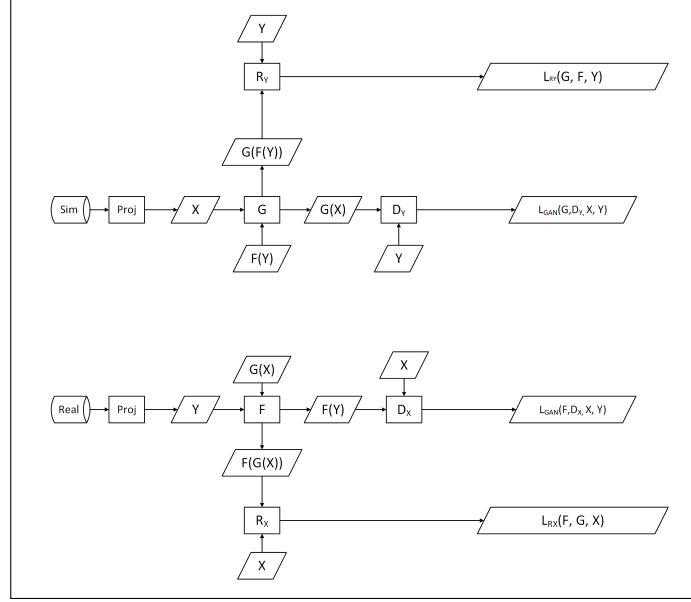 Y
R_Y
L_RY(G, F, Y)
G(F(Y))
Sim
Proj
X
G
G(X)
D_Y
L_GAN(G,D_Y, X, Y)
F(Y)
Y
G(X)
X
Real
Proj
Y
F
F(Y)
D_X
L_GAN(F,D_X, X, Y)
F(G(X))
R_X
L_RX(F, G, X)
X